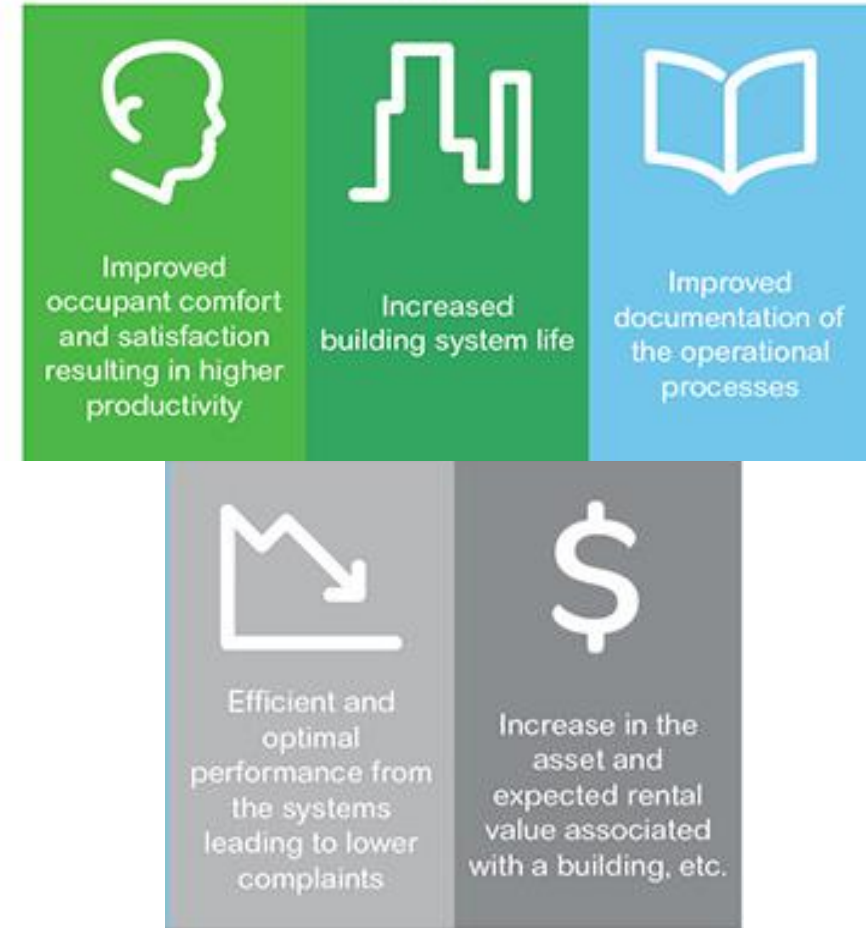 Improved
occupant comfort
and satisfaction
resulting in higher
productivity
Increased
building system life
Improved
documentation of
the operational
processes
Efficient and
optimal
performance from
the systems
leading to lower
complaints
$
Increase in the
asset and
expected rental
value associated
with a building, etc.